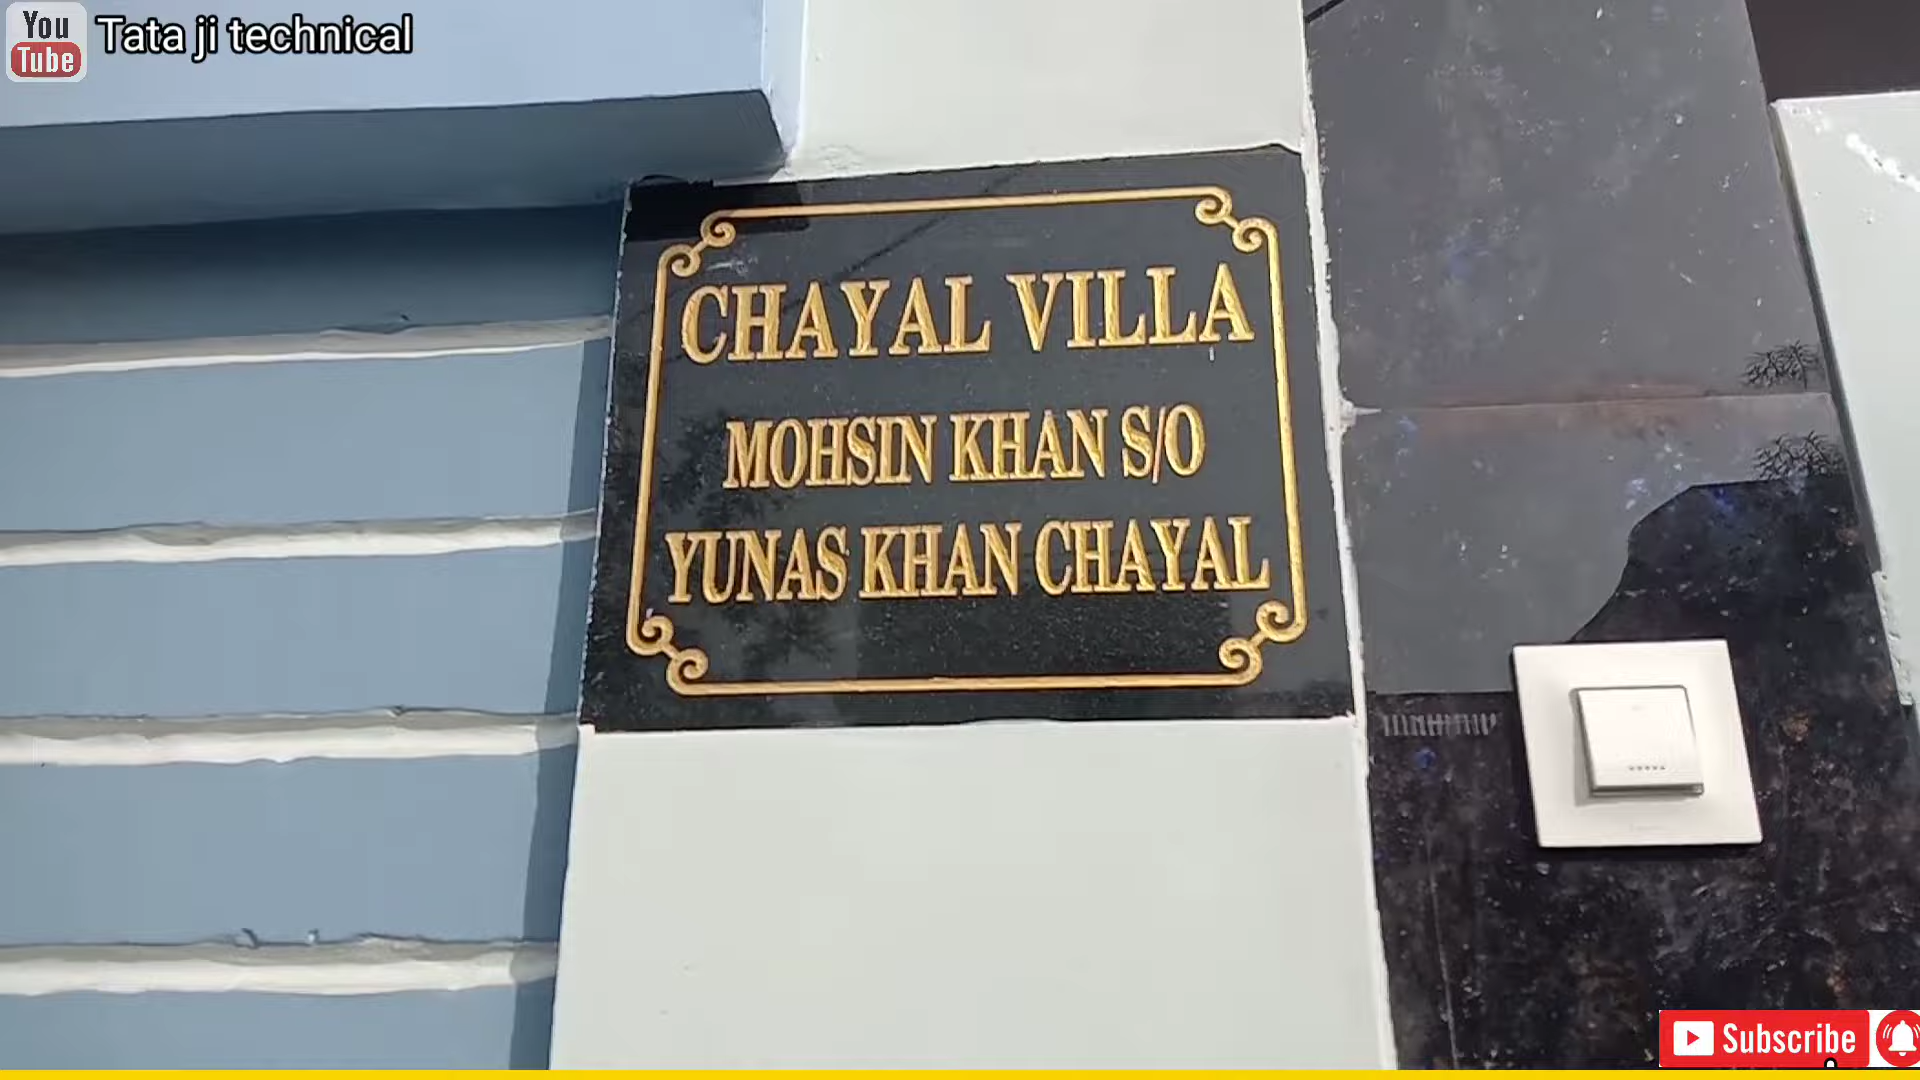 You
Tube
Tata ji technical
CHAYAL VILLA
MOHSIN KHAN S/O
YUNAS KHAN CHAYAL
Subscribe